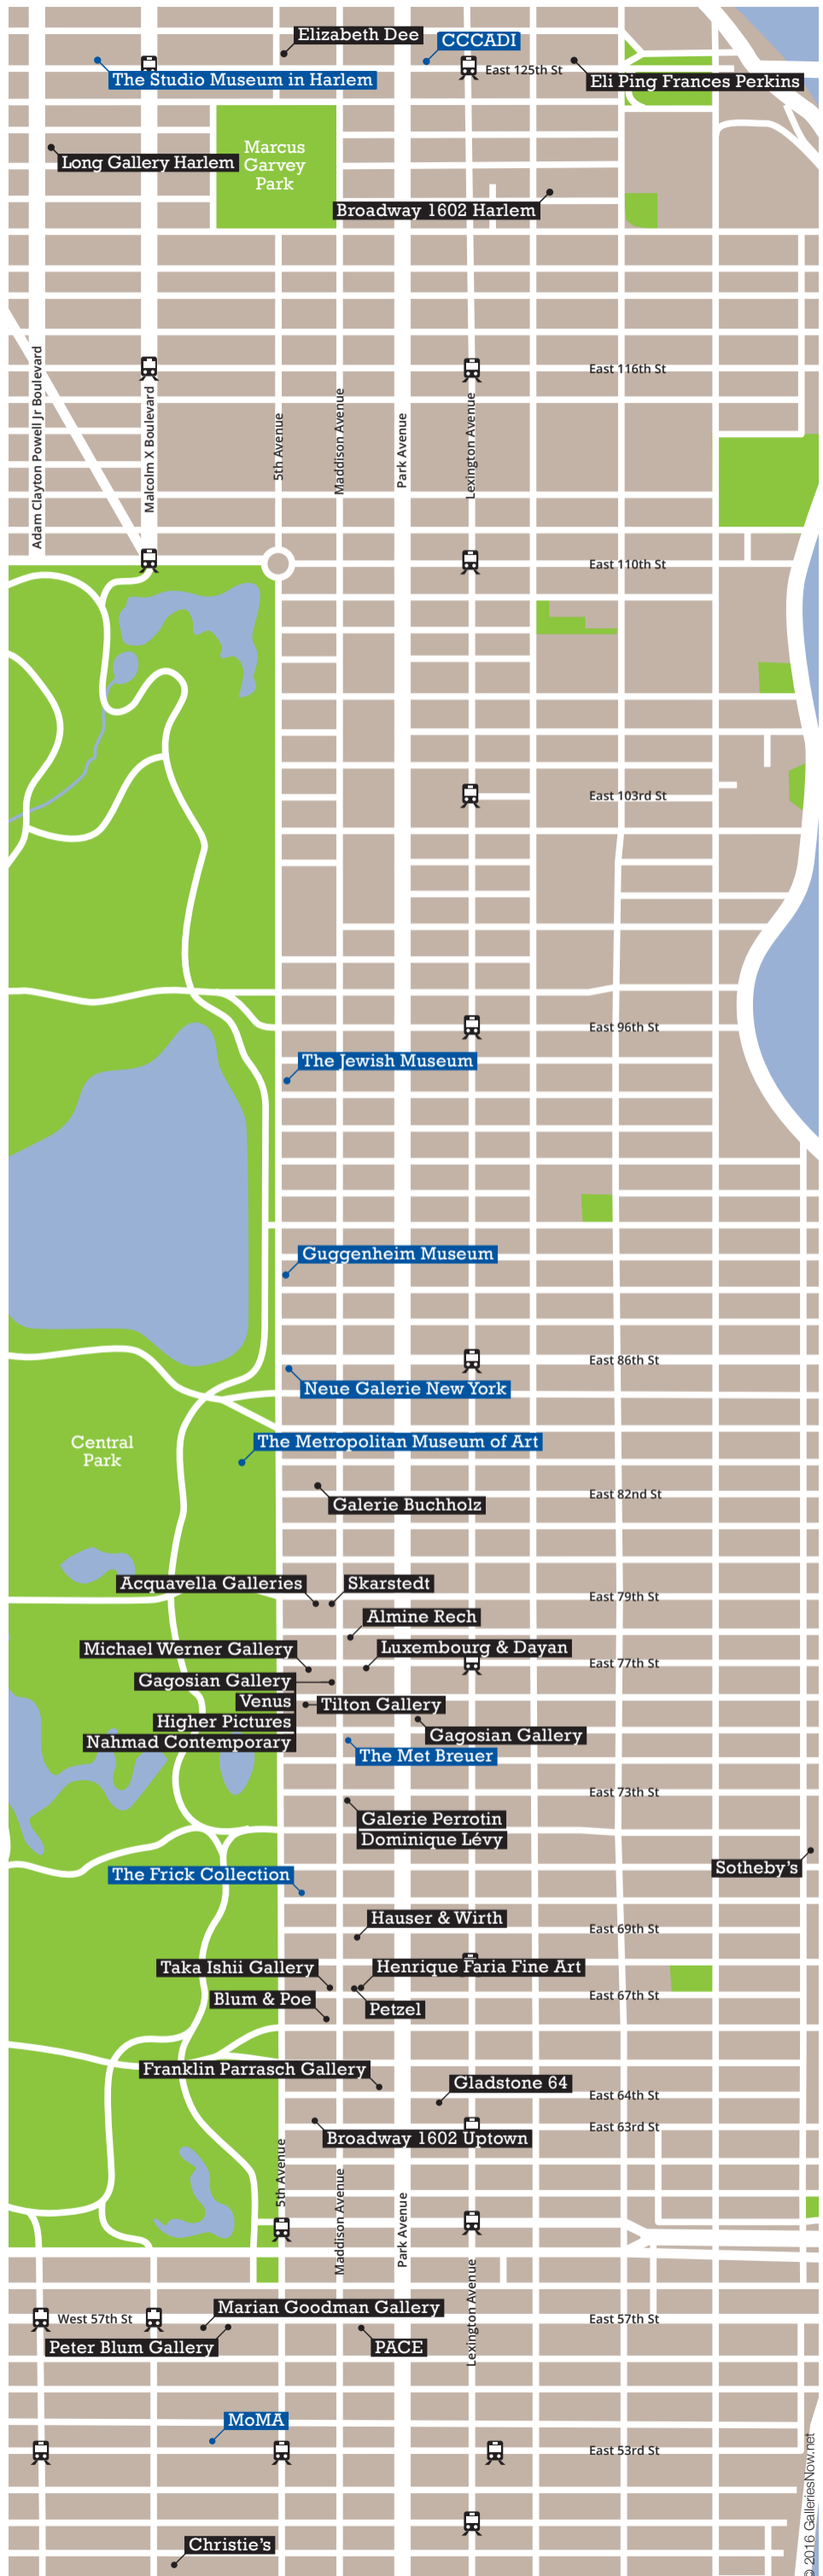 Elizabeth Dee
CCCADI
East 125th St
The Studio Museum in Harlem
Eli Ping Frances Perkins
Marcus
Garvey
Park
Long Gallery Harlem
Broadway 1602 Harlem
East 116th St
Adam Clayton Powell Jr Boulevard
Malcolm X Boulevard
5th Avenue
Maddison Avenue
Park Avenue
Lexington Avenue
East 110th St
East 103rd St
East 96th St
The Jewish Museum
Guggenheim Museum
East 86th St
Neue Galerie New York
Central
Park
The Metropolitan Museum of Art
East 82nd St
Galerie Buchholz
Acquavella Galleries
Skarstedt
East 79th St
Almine Rech
Michael Werner Gallery
Luxembourg & Dayan
East 77th St
Gagosian Gallery
Venus
Tilton Gallery
Higher Pictures
Gagosian Gallery
Nahmad Contemporary
The Met Breuer
East 73rd St
Galerie Perrotin
Dominique Lévy
Sotheby's
The Frick Collection
Hauser & Wirth
East 69th St
Taka Ishii Gallery
Henrique Faria Fine Art
East 67th St
Blum & Poe
Petzel
Franklin Parrasch Gallery
Gladstone 64
East 64th St
East 63rd St
Broadway 1602 Uptown
5th Avenue
Maddison Avenue
Park Avenue
Lexington Avenue
Marian Goodman Gallery
West 57th St
East 57th St
Peter Blum Gallery
PACE
MoMA
East 53rd St
Christie's
© 2016 GalleriesNow.net